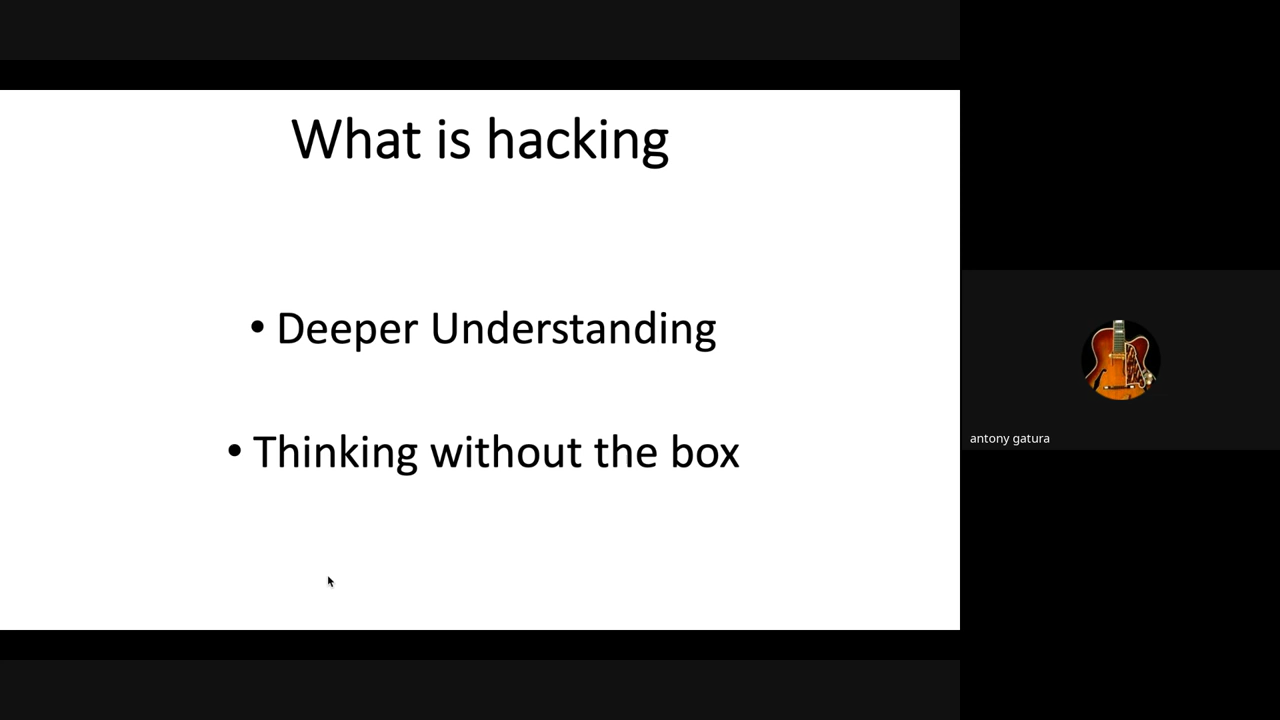 What is hacking
• Deeper Understanding
• Thinking without the box
antony gatura